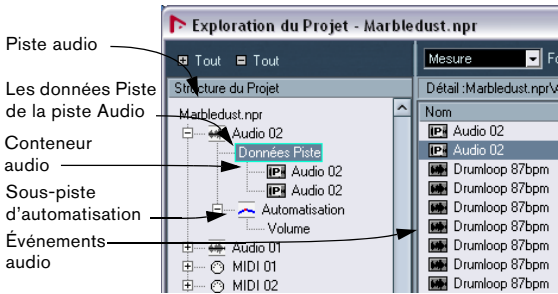 Exploration du Projet - Marbledust.npr
Piste audio
Tout Tout
Mesure
Les données Piste
de la piste Audio
Structure du Projet
Détail :Marbledust.npr\
Marbledust.npr
Nom
Audio 02
Audio 02
Données Piste
Audio 02
Conteneur
audio
Audio 02
Drumloop 87bpm
Audio 02
Drumloop 87bpm
Sous-piste
d'automatisation
Automatisation
Drumloop 87bpm
Volume
Drumloop 87bpm
Événements
audio
Audio 01
Drumloop 87bpm
MIDI 01
Drumloop 87bpm
MIDI 02
Drumloop 87bpm